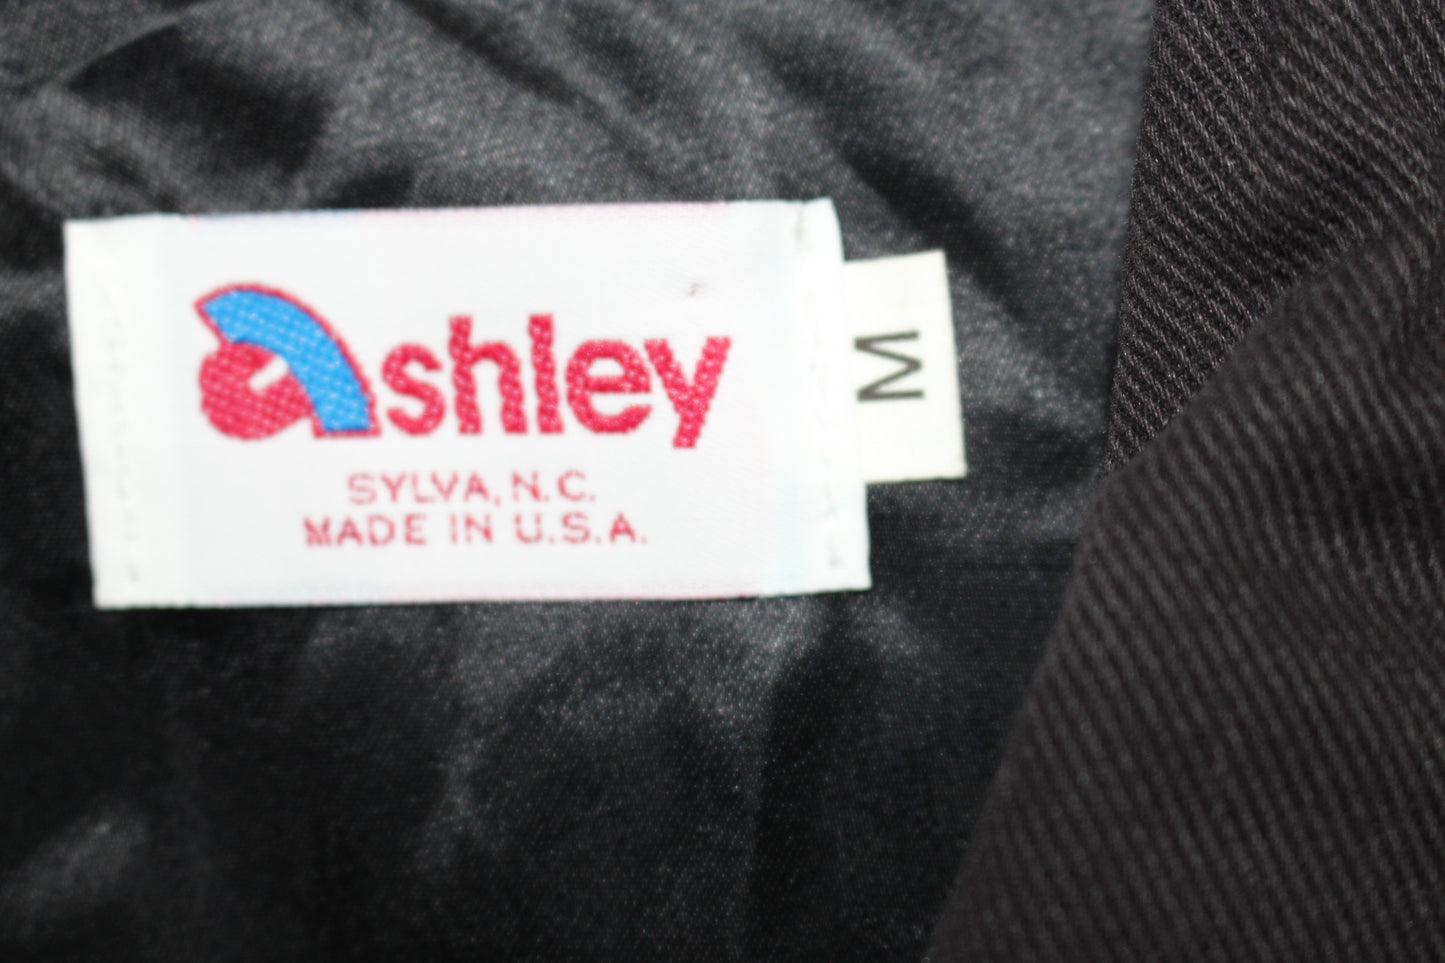 ashley
SYLVA, N.C.
MADE IN U.S.A.
M